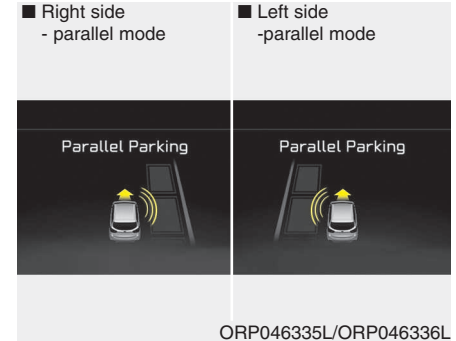 ■ Right side
- parallel mode
■ Left side
-parallel mode
Parallel Parking
Parallel Parking
ORP046335L/ORP046336L